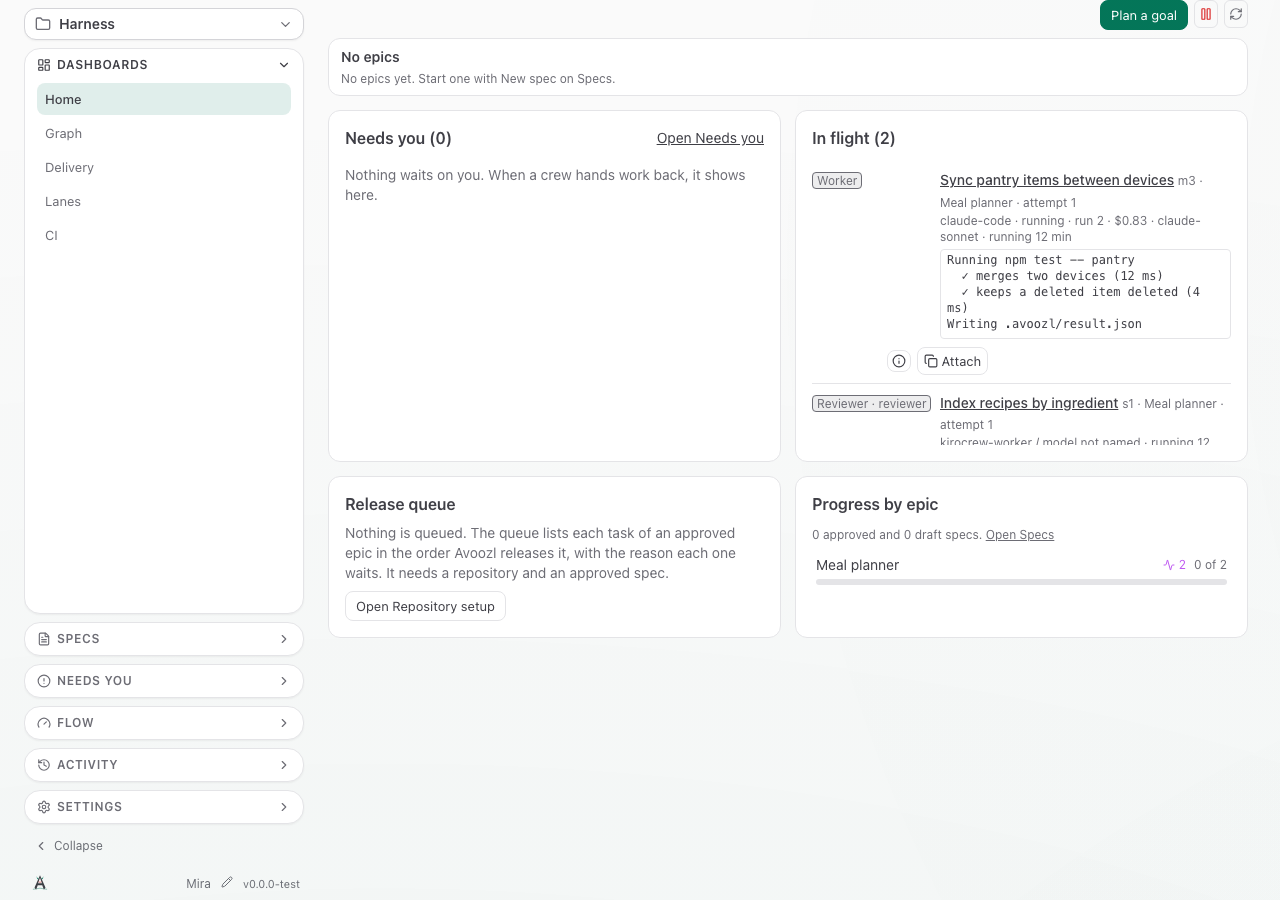 Harness
DASHBOARDS
Home
Graph
Delivery
Lanes
CI
SPECS
NEEDS YOU
FLOW
ACTIVITY
SETTINGS
Collapse
Mira v0.0.0-test
Plan a goal
No epics
No epics yet. Start one with New spec on Specs.
Needs you (0)
Open Needs you
Nothing waits on you. When a crew hands work back, it shows
here.
In flight (2)
Worker
Sync pantry items between devices m3 ·
Meal planner · attempt 1
claude-code · running · run 2 · $0.83 · claude-
sonnet · running 12 min
Running npm test —— pantry
✓ merges two devices (12 ms)
✓ keeps a deleted item deleted (4
ms)
Writing .avoozl/result.json
Attach
Reviewer · reviewer
Index recipes by ingredient s1 · Meal planner ·
attempt 1
kirocrew-worker / model not named · running 12
Release queue
Nothing is queued. The queue lists each task of an approved
epic in the order Avoozl releases it, with the reason each one
waits. It needs a repository and an approved spec.
Open Repository setup
Progress by epic
0 approved and 0 draft specs. Open Specs
Meal planner
2 0 of 2